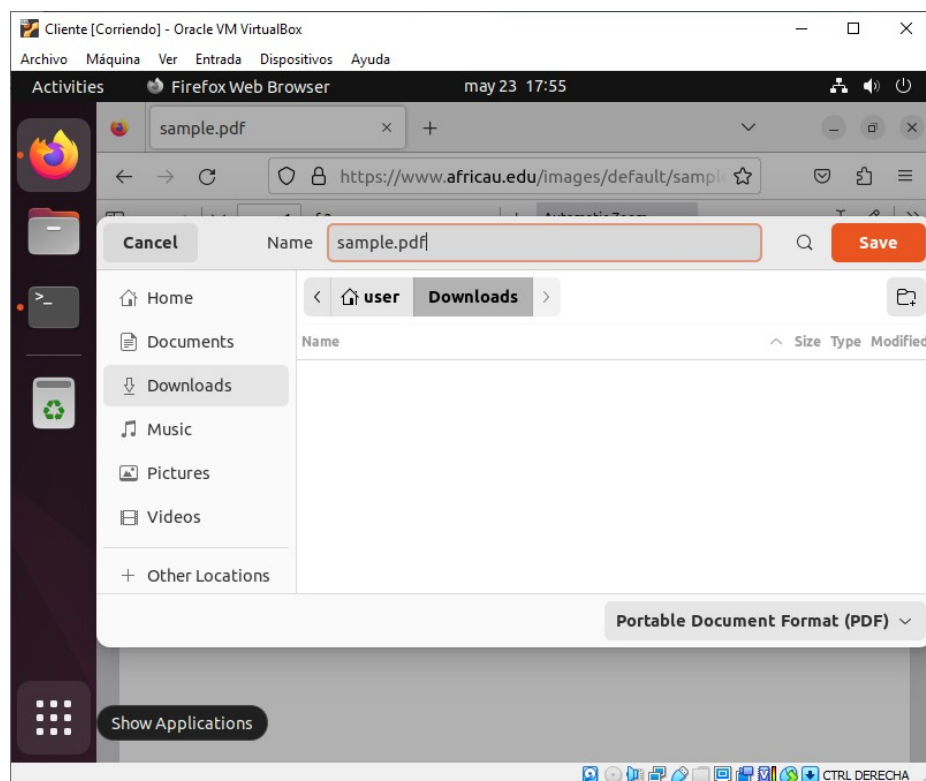 Cliente [Corriendo] - Oracle VM VirtualBox
Archivo Máquina Ver Entrada Dispositivos Ayuda
Activities Firefox Web Browser may 23 17:55
sample.pdf
https://www.africau.edu/images/default/sampl
Cancel Name sample.pdf Save
Home user Downloads
Documents Name Size Type Modified
Downloads
Music
Pictures
Videos
Other Locations
Portable Document Format (PDF)
Show Applications
CTRL DERECHA